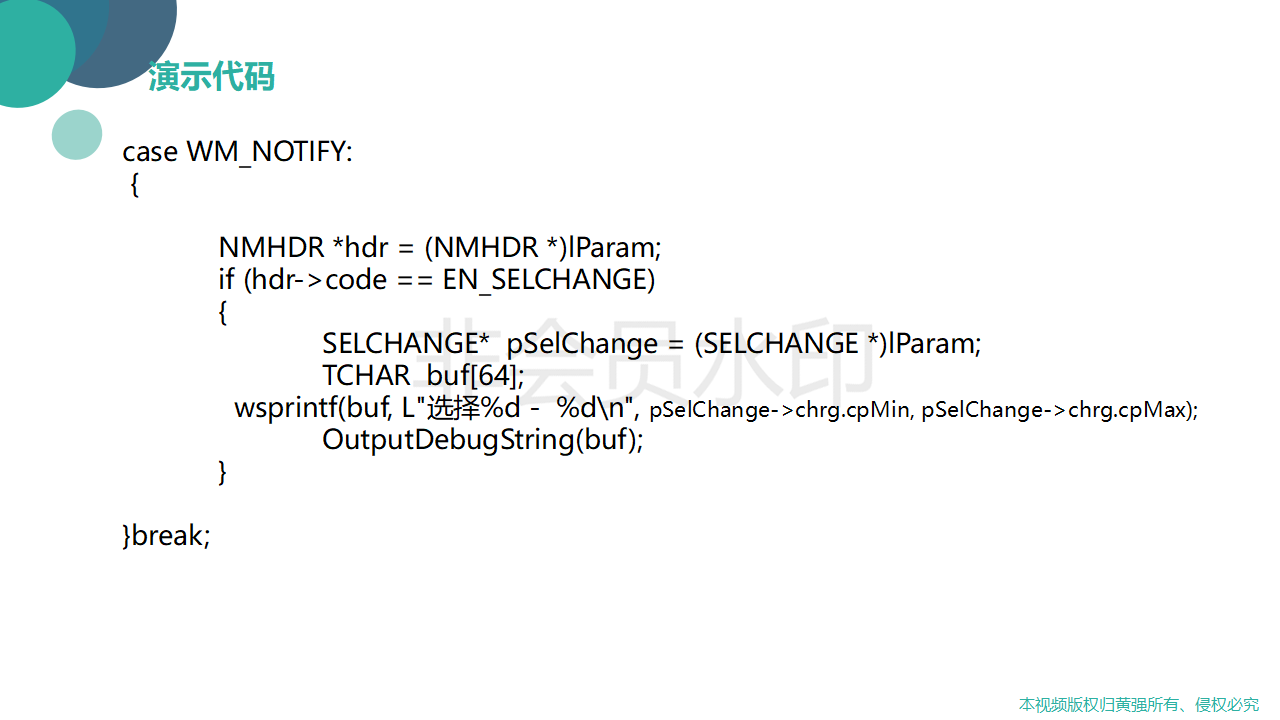 演示代码
case WM_NOTIFY:
{
NMHDR *hdr = (NMHDR *)lParam;
if (hdr->code == EN_SELCHANGE)
{
SELCHANGE* pSelChange = (SELCHANGE *)lParam;
TCHAR buf[64];
wsprintf(buf, L"选择%d - %d\n", pSelChange->chrg.cpMin, pSelChange->chrg.cpMax);
OutputDebugString(buf);
}
}break;
非会员水印
本视频版权归黄强所有、侵权必究